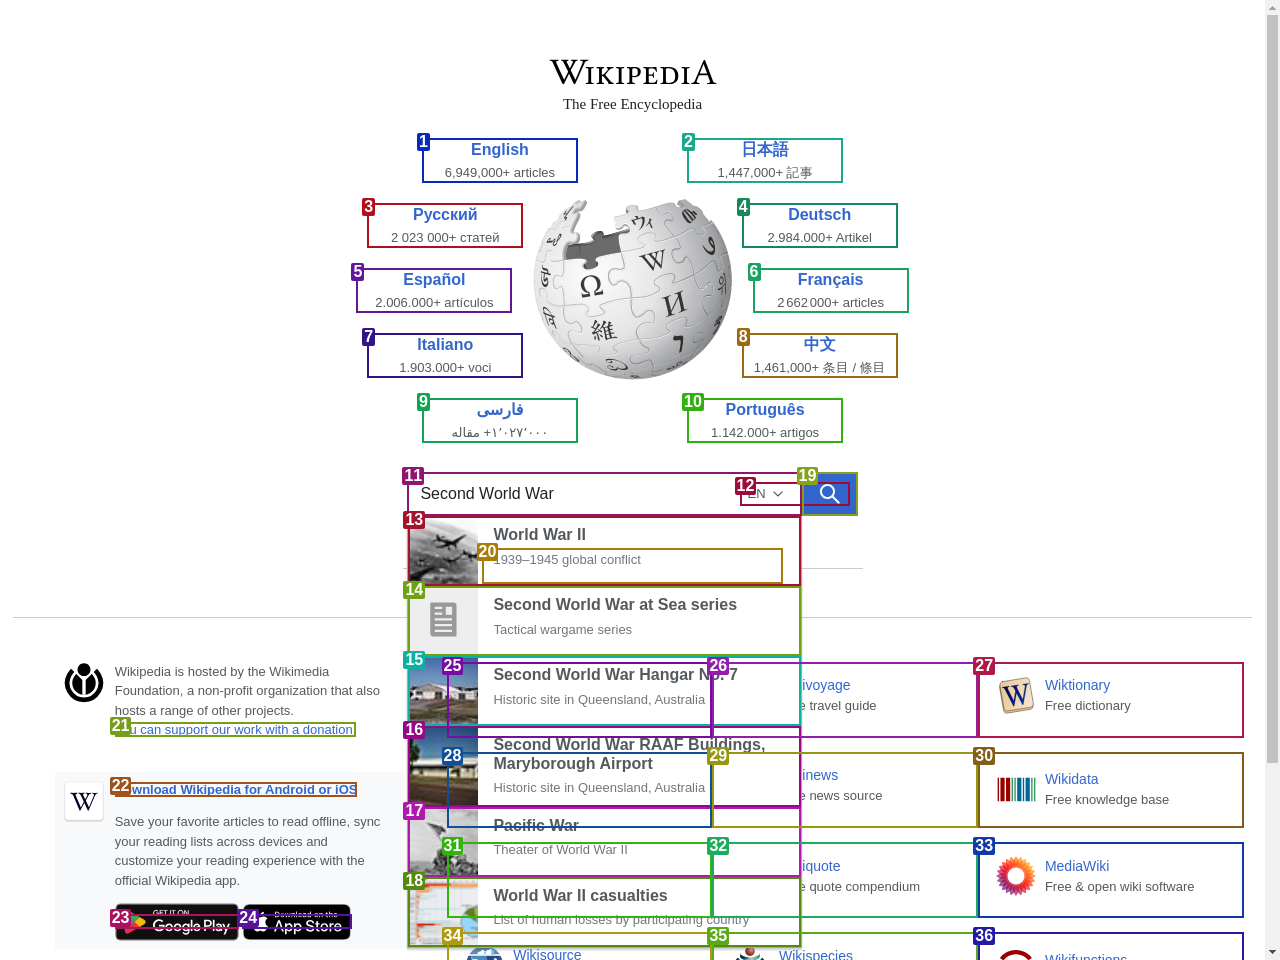 WIKIPEDIA
The Free Encyclopedia
1
English
6,949,000+ articles
2
日本語
1,447,000+ 記事
3
Русский
2 023 000+ статей
4
Deutsch
2.984.000+ Artikel
5
Español
2.006.000+ artículos
6
Français
2 662 000+ articles
7
Italiano
1.903.000+ voci
8
中文
1,461,000+ 条目 / 條目
9
فارسی
۱٬۰۲۷٬۰۰۰+ مقاله
10
Português
1.142.000+ artigos
11
Second World War
12
EN
19
13
World War II
20
1939–1945 global conflict
14
Second World War at Sea series
Tactical wargame series
15
Second World War Hangar No. 7
Historic site in Queensland, Australia
16
Second World War RAAF Buildings,
Maryborough Airport
Historic site in Queensland, Australia
17
Pacific War
Theater of World War II
18
World War II casualties
List of human losses by participating country
Wikipedia is hosted by the Wikimedia
Foundation, a non-profit organization that also
hosts a range of other projects.
21
u can support our work with a donation.
22
wnload Wikipedia for Android or iOS
Save your favorite articles to read offline, sync
your reading lists across devices and
customize your reading experience with the
official Wikipedia app.
23
GET IT ON
Google Play
24
Download on the
App Store
25
26
ivoyage
e travel guide
27
Wiktionary
Free dictionary
28
29
inews
e news source
30
Wikidata
Free knowledge base
31
32
iquote
e quote compendium
33
MediaWiki
Free & open wiki software
34
Wikisource
35
Wikispecies
36
Wikifunctions